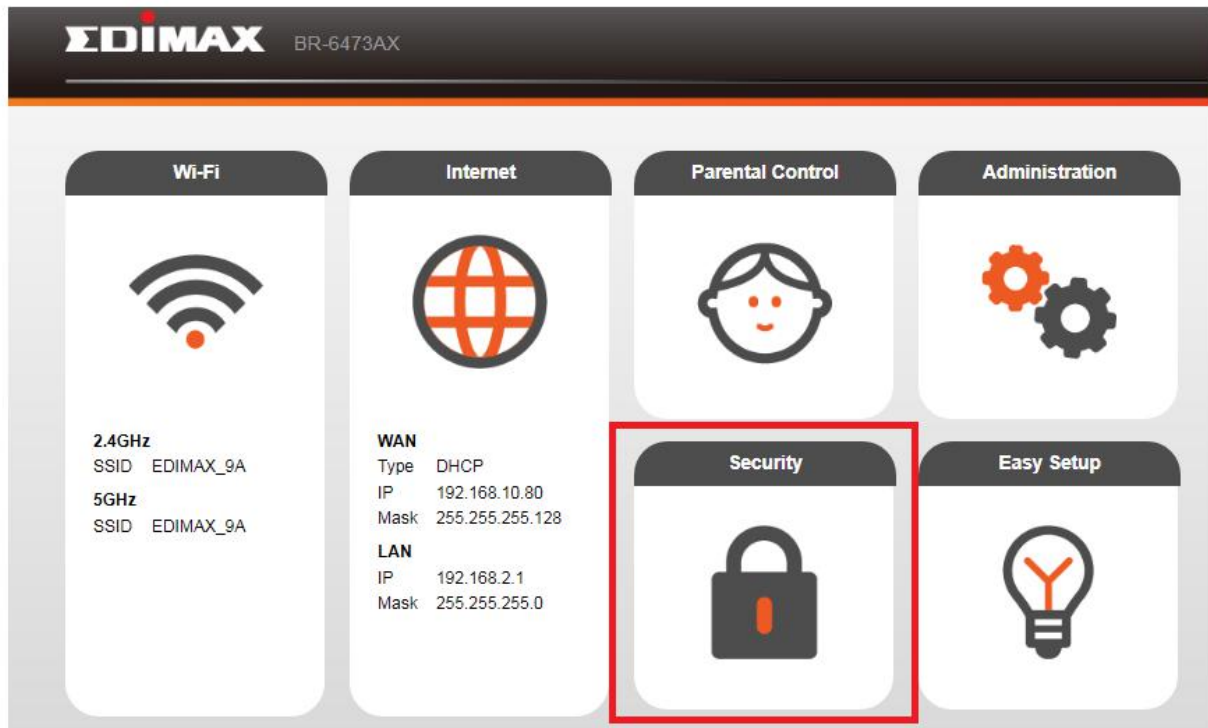 EDIMAX BR-6473AX
Wi-Fi
2.4GHz
SSID EDIMAX_9A
5GHz
SSID EDIMAX_9A
Internet
WAN
Type DHCP
IP 192.168.10.80
Mask 255.255.255.128
LAN
IP 192.168.2.1
Mask 255.255.255.0
Parental Control
Administration
Security
Easy Setup